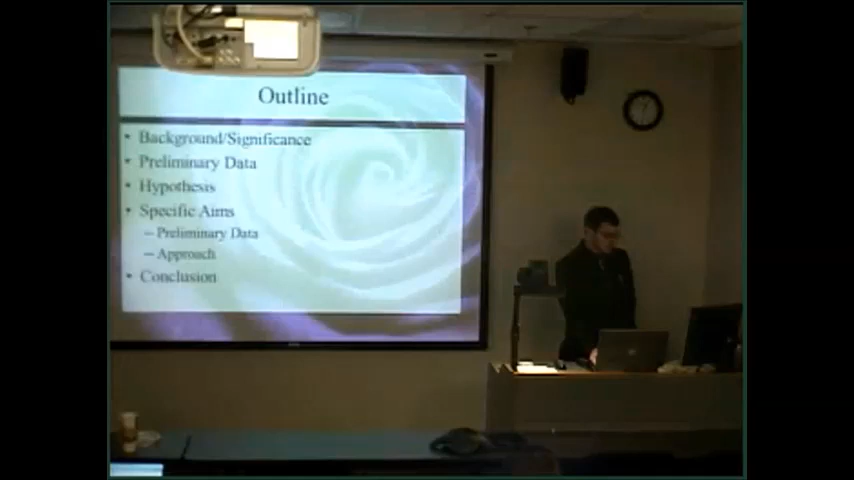 Outline
• Background/Significance
• Preliminary Data
• Hypothesis
• Specific Aims
– Preliminary Data
– Approach
• Conclusion